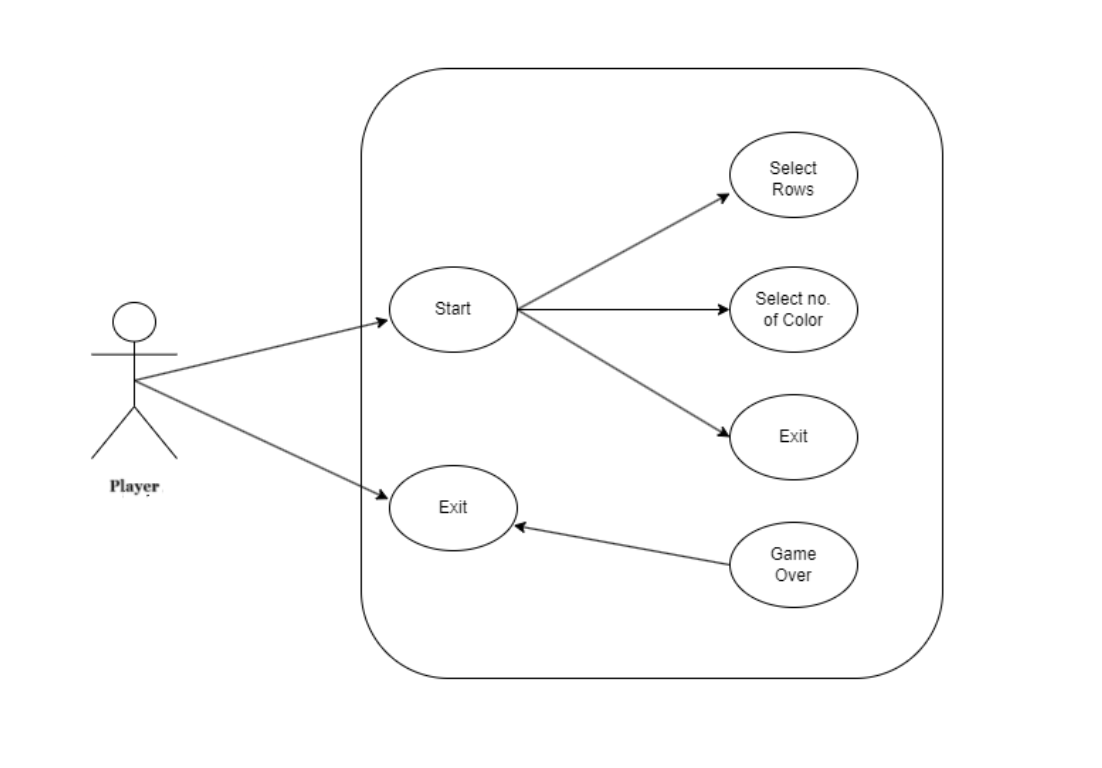 Select
Rows
Start
Select no.
of Color
Exit
Player
Exit
Game
Over